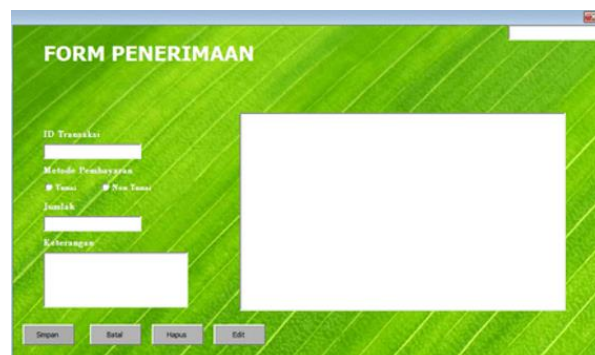 FORM PENERIMAAN
ID Transaksi
Metode Pembayaran
Tunai Non Tunai
Jumlah
Keterangan
Simpan Batal Hapus Edit